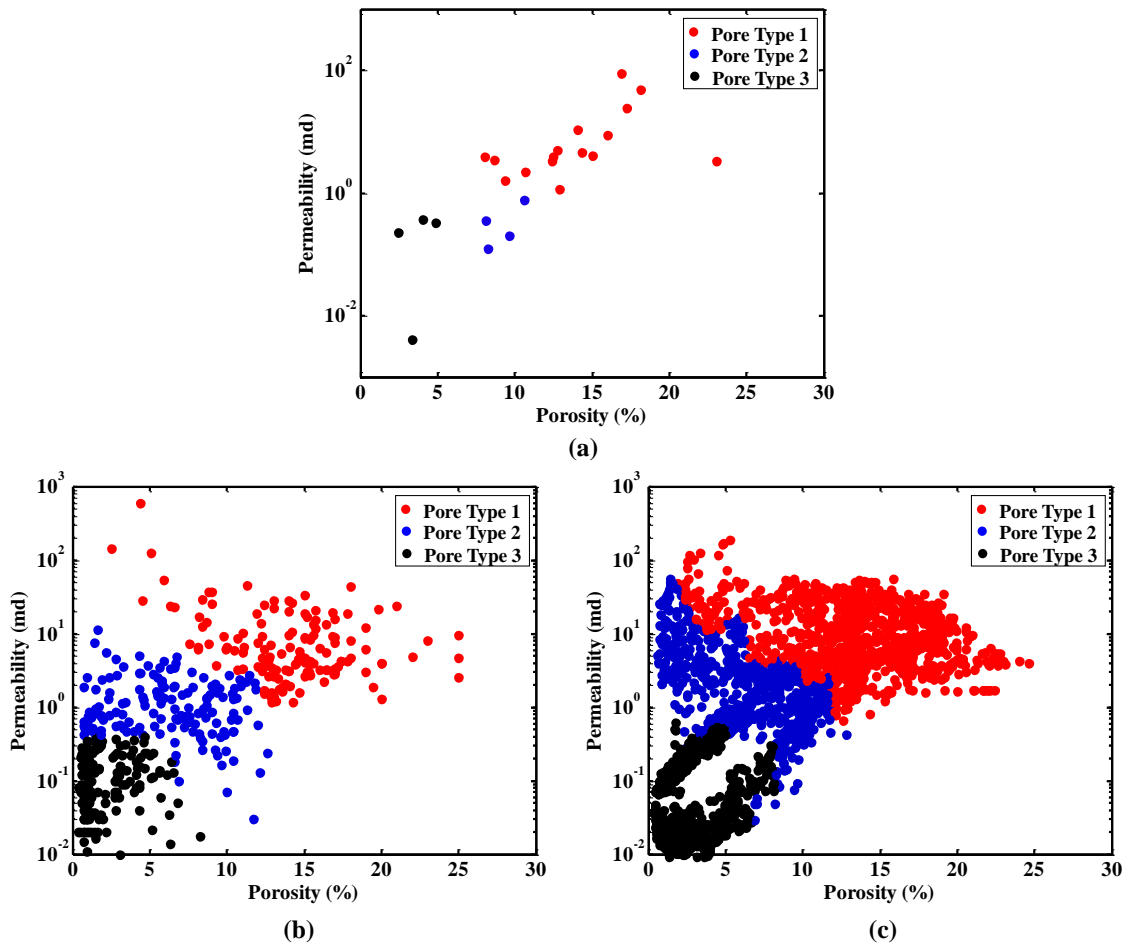 Pore Type 1
Pore Type 2
Pore Type 3
Permeability (md)
10^2
10^0
10^-2
0 5 10 15 20 25 30
Porosity (%)
(a)
Pore Type 1
Pore Type 2
Pore Type 3
Permeability (md)
10^3
10^2
10^1
10^0
10^-1
10^-2
0 5 10 15 20 25 30
Porosity (%)
(b)
Pore Type 1
Pore Type 2
Pore Type 3
Permeability (md)
10^3
10^2
10^1
10^0
10^-1
10^-2
0 5 10 15 20 25 30
Porosity (%)
(c)